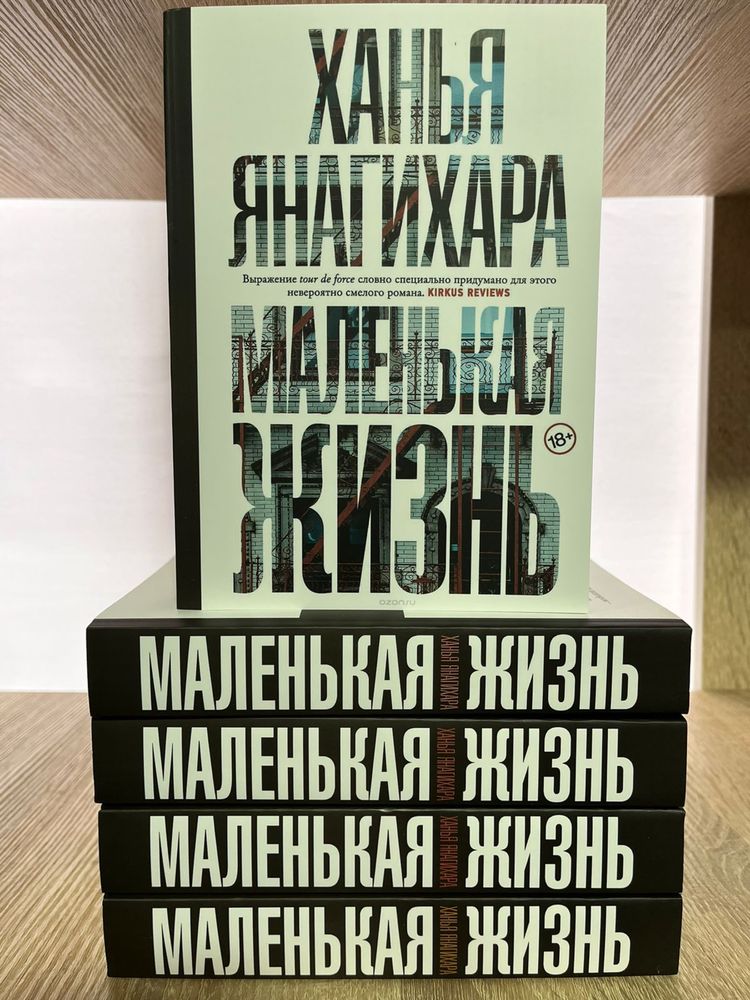 ХАНЬЯ
ЯНАГИХАРА
Выражение tour de force словно специально придумано для этого
невероятно смелого романа. KIRKUS REVIEWS
МАЛЕНЬКАЯ
ЖИЗНЬ
18+
ozon.ru
МАЛЕНЬКАЯ ХАНЬЯ ЯНАГИХАРА ЖИЗНЬ
МАЛЕНЬКАЯ ХАНЬЯ ЯНАГИХАРА ЖИЗНЬ
МАЛЕНЬКАЯ ХАНЬЯ ЯНАГИХАРА ЖИЗНЬ
МАЛЕНЬКАЯ ХАНЬЯ ЯНАГИХАРА ЖИЗНЬ